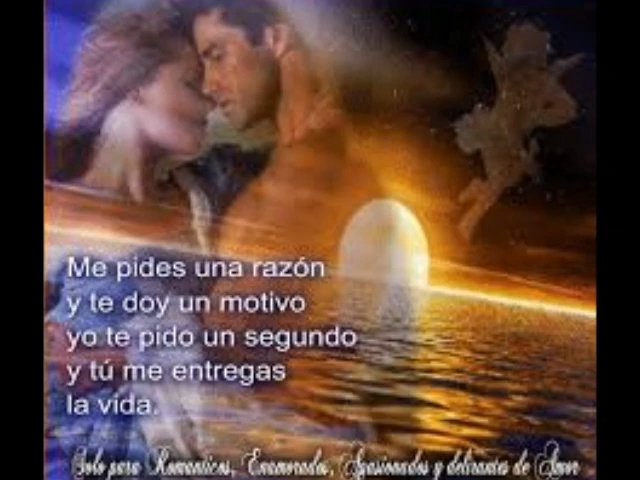 Me pides una razón
y te doy un motivo
yo te pido un segundo
y tú me entregas
la vida.
Solo para Romanticos, Enamorados, Apasionados y delirantes de Amor